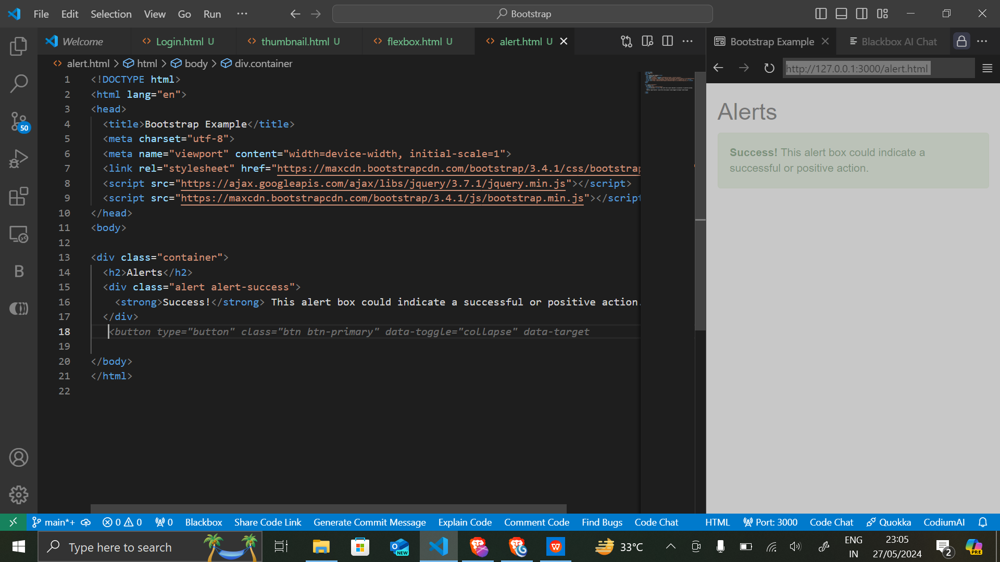 File Edit Selection View Go Run ··· Bootstrap
Welcome Login.html U thumbnail.html U flexbox.html U alert.html U
alert.html > html > body > div.container
1 <!DOCTYPE html>
2 <html lang="en">
3 <head>
4 <title>Bootstrap Example</title>
5 <meta charset="utf-8">
6 <meta name="viewport" content="width=device-width, initial-scale=1">
7 <link rel="stylesheet" href="https://maxcdn.bootstrapcdn.com/bootstrap/3.4.1/css/bootstrap
8 <script src="https://ajax.googleapis.com/ajax/libs/jquery/3.7.1/jquery.min.js"></script>
9 <script src="https://maxcdn.bootstrapcdn.com/bootstrap/3.4.1/js/bootstrap.min.js"></script
10 </head>
11 <body>
12
13 <div class="container">
14 <h2>Alerts</h2>
15 <div class="alert alert-success">
16 <strong>Success!</strong> This alert box could indicate a successful or positive action.
17 </div>
18 <button type="button" class="btn btn-primary" data-toggle="collapse" data-target
19
20 </body>
21 </html>
22
Bootstrap Example Blackbox AI Chat
http://127.0.0.1:3000/alert.html
Alerts
Success! This alert box could indicate a
successful or positive action.
50
B
main*+ 0 0 0 Blackbox Share Code Link Generate Commit Message Explain Code Comment Code Find Bugs Code Chat HTML Port: 3000 Code Chat Quokka CodiumAI
Type here to search
NEW
W
33°C
ENG
IN
23:05
27/05/2024
2
PRE